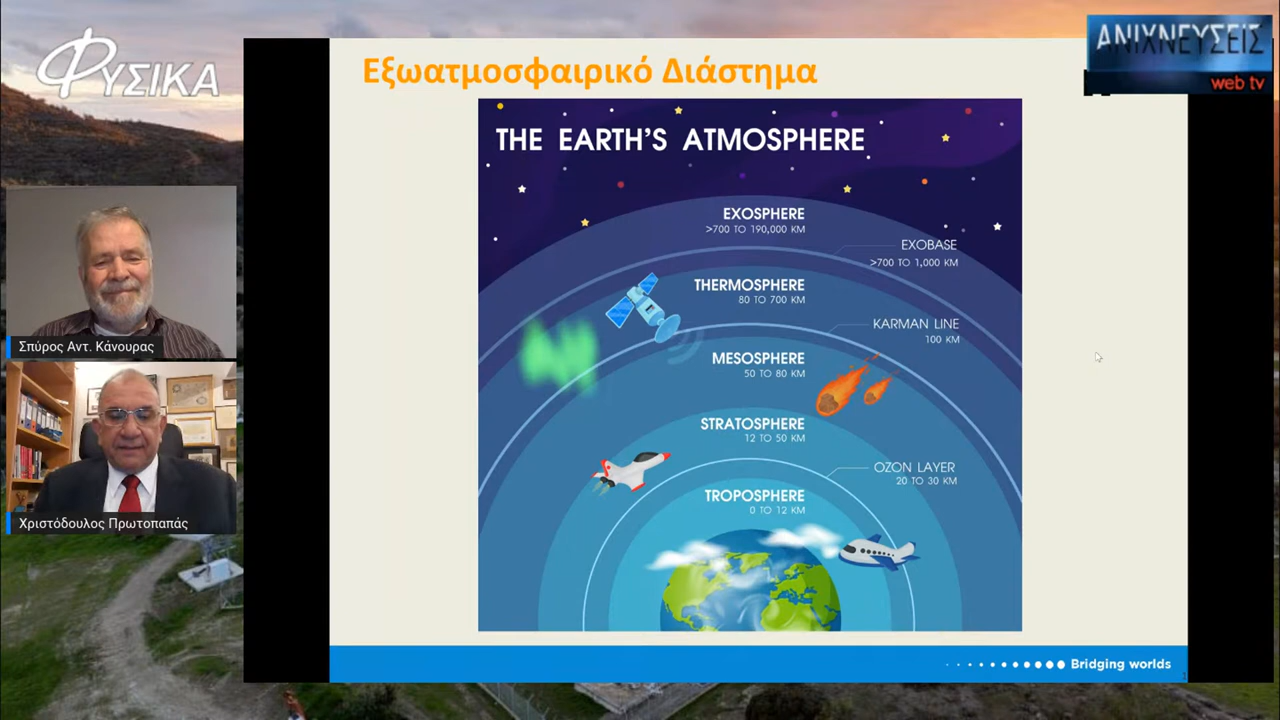 ΦΥΣΙΚΑ
ΑΝΙΧΝΕΥΣΕΙΣ
web tv
Εξωατμοσφαιρικό Διάστημα
THE EARTH'S ATMOSPHERE
EXOSPHERE
>700 TO 190,000 KM
EXOBASE
>700 TO 1,000 KM
THERMOSPHERE
80 TO 700 KM
KARMAN LINE
100 KM
MESOSPHERE
50 TO 80 KM
STRATOSPHERE
12 TO 50 KM
OZON LAYER
20 TO 30 KM
TROPOSPHERE
0 TO 12 KM
Σπύρος Αντ. Κάνουρας
Χριστόδουλος Πρωτοπαπάς
Bridging worlds